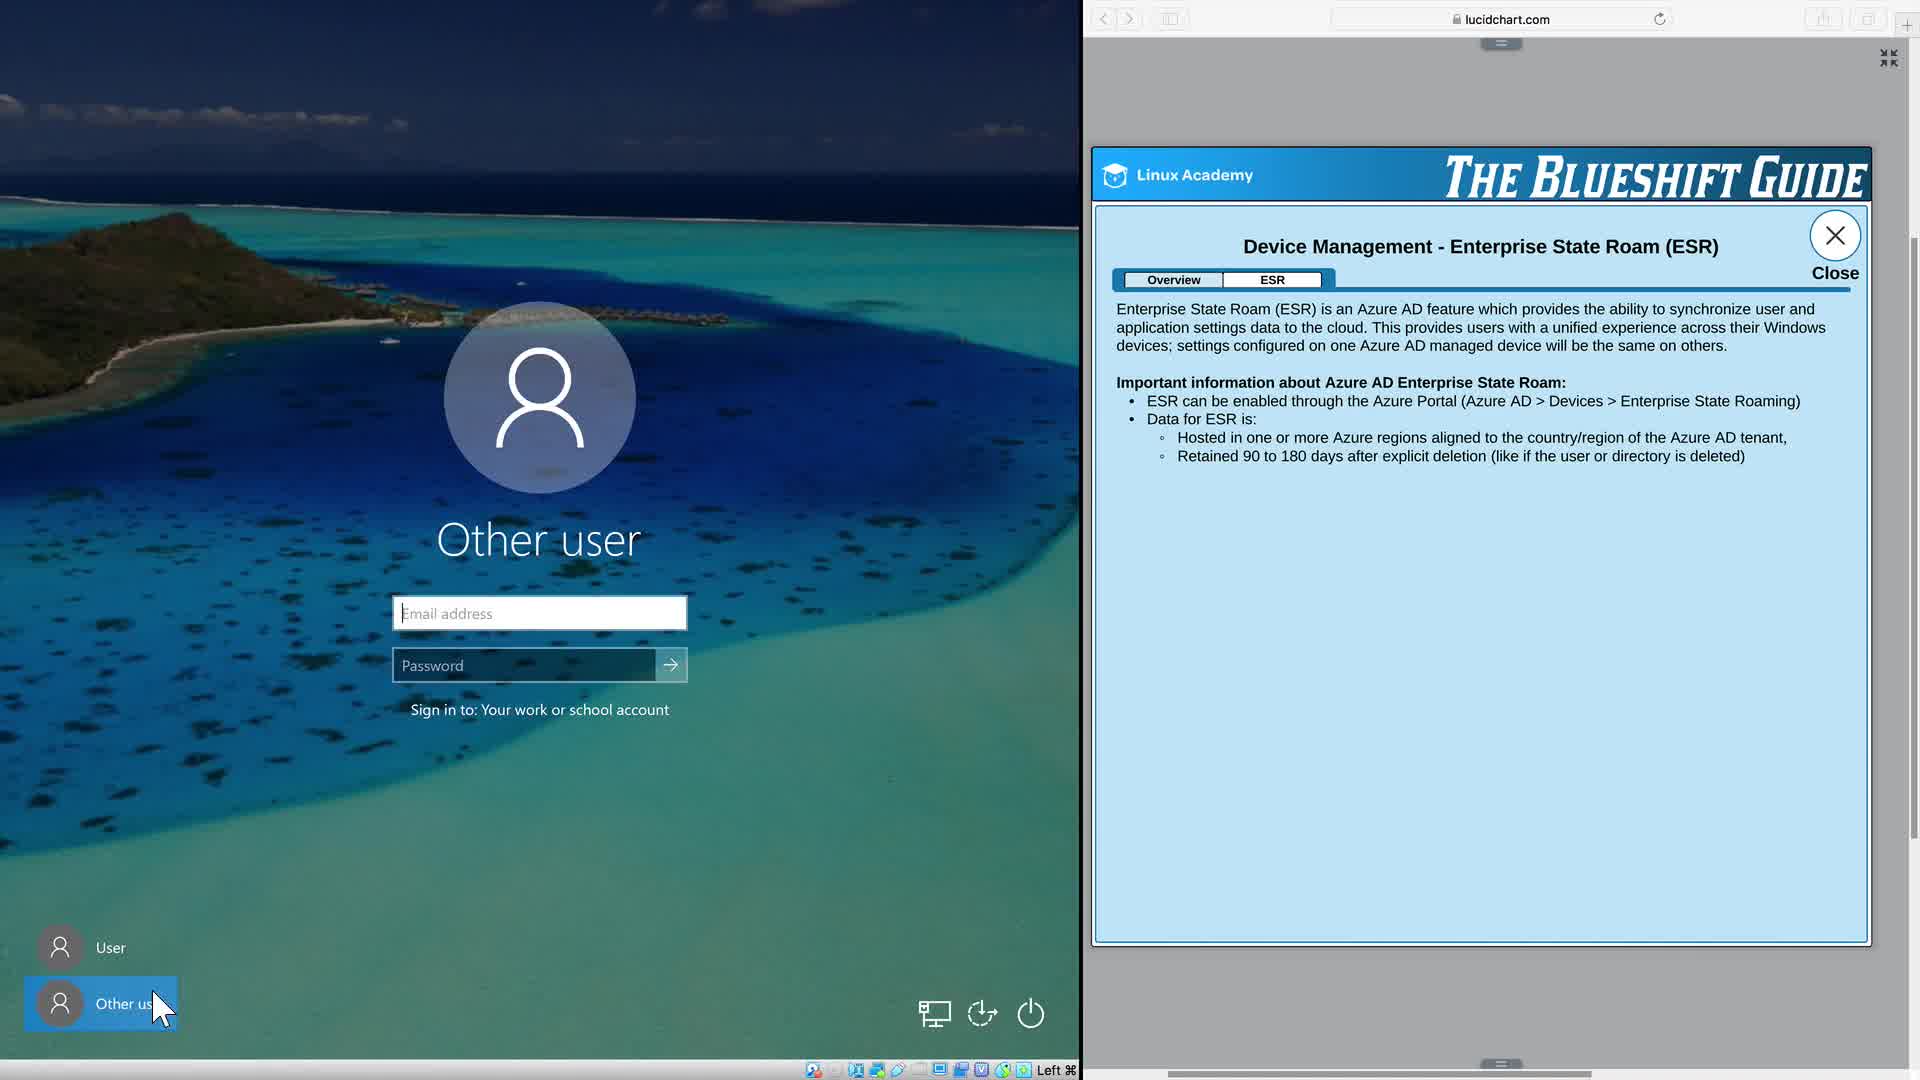 Other user
Email address
Password
Sign in to: Your work or school account
User
Other us
Left ⌘
lucidchart.com
Linux Academy
THE BLUESHIFT GUIDE
Device Management - Enterprise State Roam (ESR)
Close
Overview
ESR
Enterprise State Roam (ESR) is an Azure AD feature which provides the ability to synchronize user and
application settings data to the cloud. This provides users with a unified experience across their Windows
devices; settings configured on one Azure AD managed device will be the same on others.
Important information about Azure AD Enterprise State Roam:
• ESR can be enabled through the Azure Portal (Azure AD > Devices > Enterprise State Roaming)
• Data for ESR is:
◦ Hosted in one or more Azure regions aligned to the country/region of the Azure AD tenant,
◦ Retained 90 to 180 days after explicit deletion (like if the user or directory is deleted)